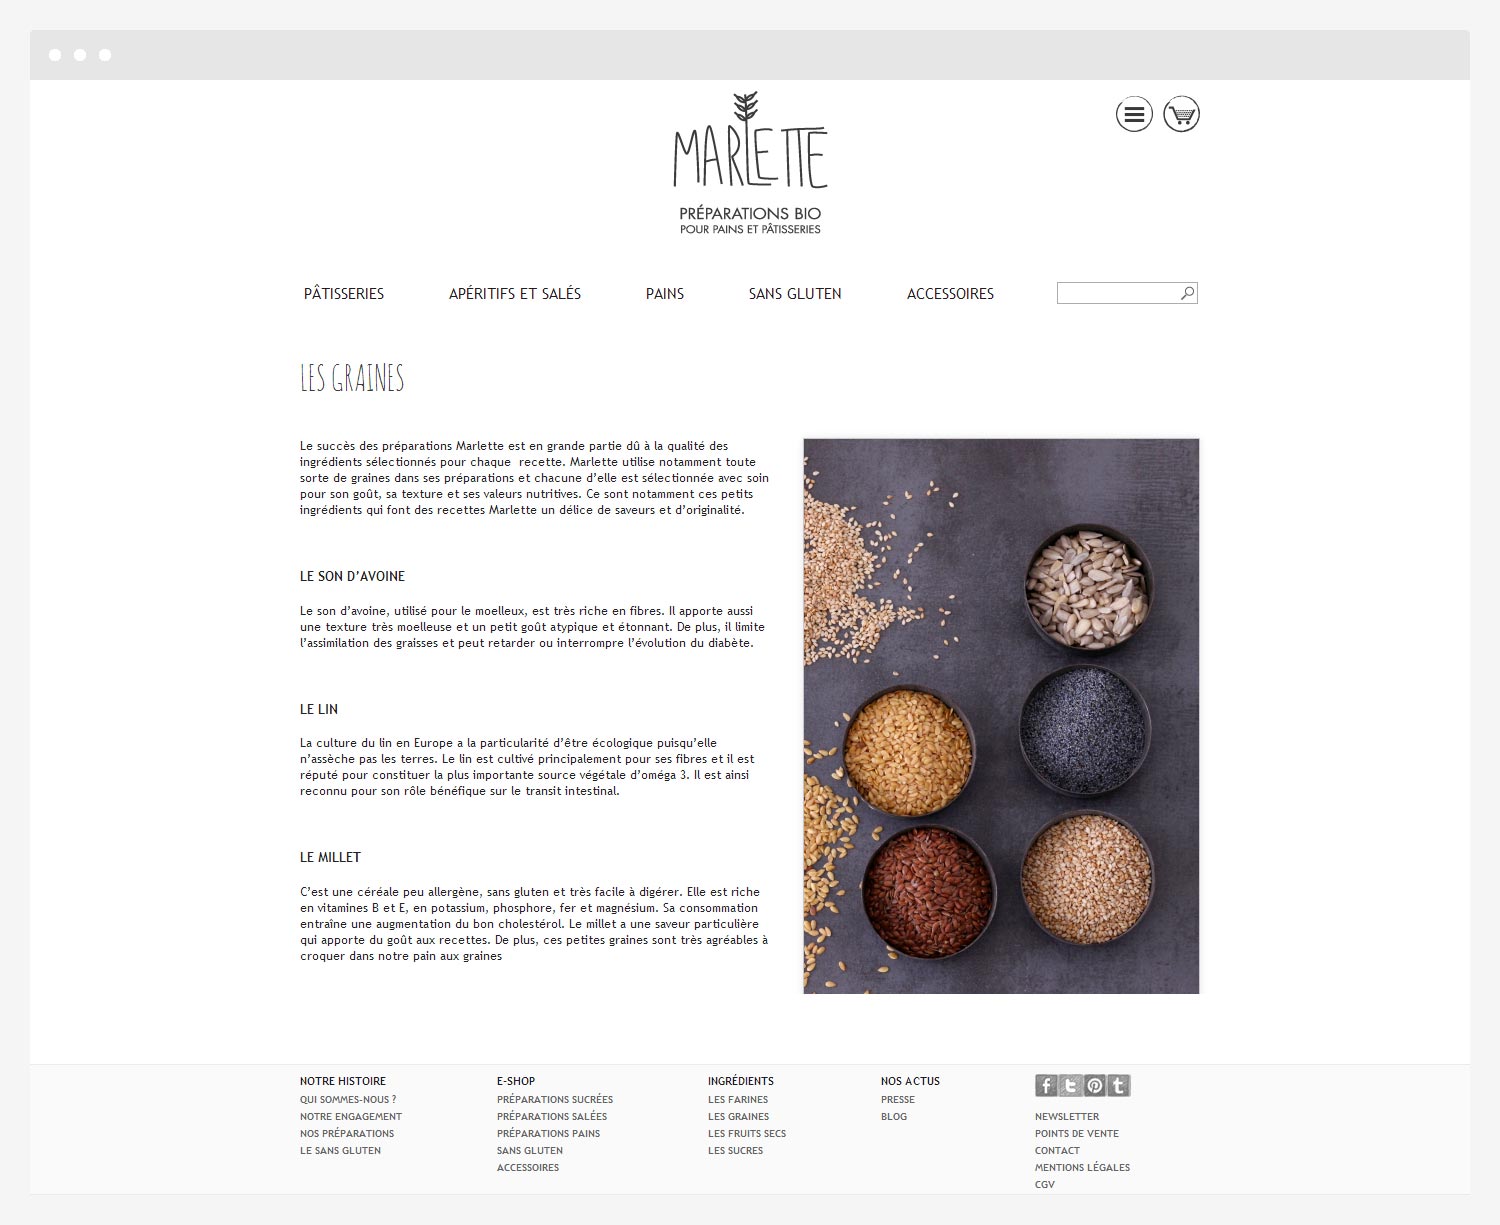 MARLETTE
PRÉPARATIONS BIO
POUR PAINS ET PÂTISSERIES
PÂTISSERIES APÉRITIFS ET SALÉS PAINS SANS GLUTEN ACCESSOIRES
LES GRAINES
Le succès des préparations Marlette est en grande partie dû à la qualité des
ingrédients sélectionnés pour chaque recette. Marlette utilise notamment toute
sorte de graines dans ses préparations et chacune d’elle est sélectionnée avec soin
pour son goût, sa texture et ses valeurs nutritives. Ce sont notamment ces petits
ingrédients qui font des recettes Marlette un délice de saveurs et d’originalité.
LE SON D’AVOINE
Le son d’avoine, utilisé pour le moelleux, est très riche en fibres. Il apporte aussi
une texture très moelleuse et un petit goût atypique et étonnant. De plus, il limite
l’assimilation des graisses et peut retarder ou interrompre l’évolution du diabète.
LE LIN
La culture du lin en Europe a la particularité d’être écologique puisqu’elle
n’assèche pas les terres. Le lin est cultivé principalement pour ses fibres et il est
réputé pour constituer la plus importante source végétale d’oméga 3. Il est ainsi
reconnu pour son rôle bénéfique sur le transit intestinal.
LE MILLET
C’est une céréale peu allergène, sans gluten et très facile à digérer. Elle est riche
en vitamines B et E, en potassium, phosphore, fer et magnésium. Sa consommation
entraîne une augmentation du bon cholestérol. Le millet a une saveur particulière
qui apporte du goût aux recettes. De plus, ces petites graines sont très agréables à
croquer dans notre pain aux graines
NOTRE HISTOIRE
QUI SOMMES-NOUS ?
NOTRE ENGAGEMENT
NOS PRÉPARATIONS
LE SANS GLUTEN
E-SHOP
PRÉPARATIONS SUCRÉES
PRÉPARATIONS SALÉES
PRÉPARATIONS PAINS
SANS GLUTEN
ACCESSOIRES
INGRÉDIENTS
LES FARINES
LES GRAINES
LES FRUITS SECS
LES SUCRES
NOS ACTUS
PRESSE
BLOG
NEWSLETTER
POINTS DE VENTE
CONTACT
MENTIONS LÉGALES
CGV